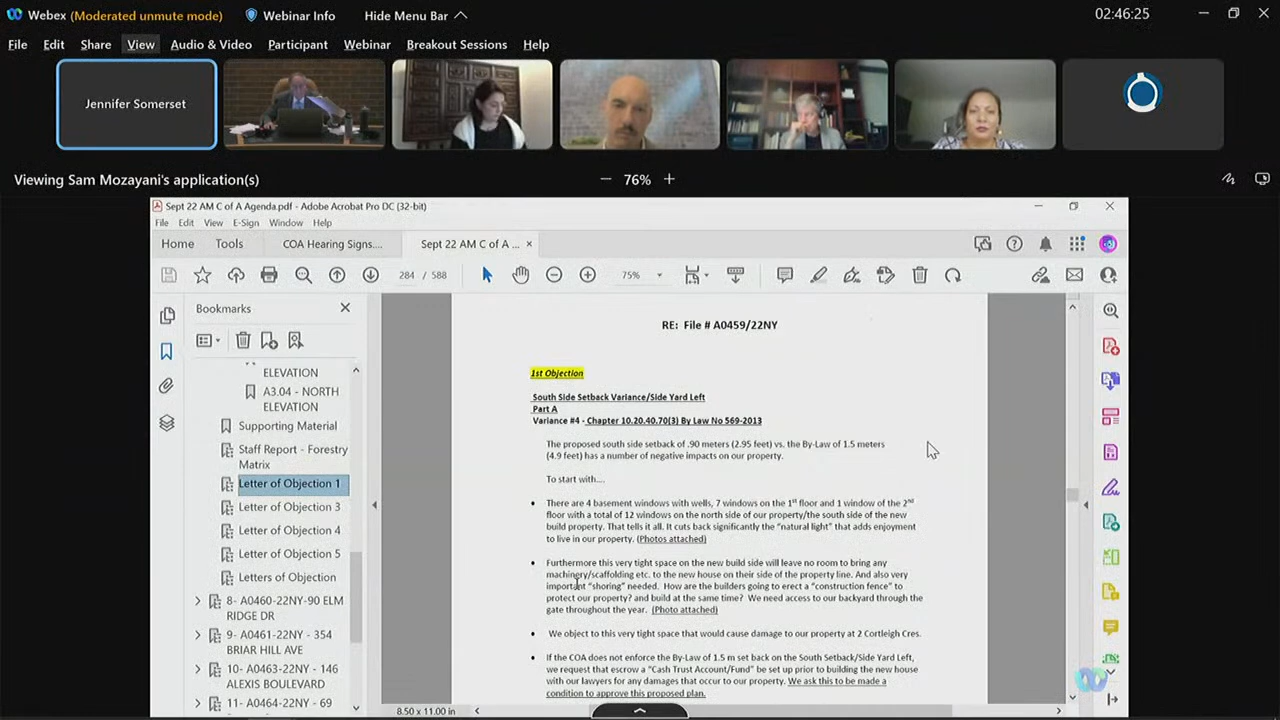 Webex (Moderated unmute mode) Webinar Info Hide Menu Bar 02:46:25
File Edit Share View Audio & Video Participant Webinar Breakout Sessions Help
Jennifer Somerset
Viewing Sam Mozayani's application(s) 76%
Sept 22 AM C of A Agenda.pdf - Adobe Acrobat Pro DC (32-bit)
File Edit View E-Sign Window Help
Home Tools COA Hearing Signs.... Sept 22 AM C of A ... ×
284 / 588 75%
Bookmarks
ELEVATION
A3.04 - NORTH
ELEVATION
Supporting Material
Staff Report - Forestry
Matrix
Letter of Objection 1
Letter of Objection 3
Letter of Objection 4
Letter of Objection 5
Letters of Objection
8- A0460-22NY-90 ELM
RIDGE DR
9- A0461-22NY - 354
BRIAR HILL AVE
10- A0463-22NY - 146
ALEXIS BOULEVARD
11- A0464-22NY - 69
RE: File # A0459/22NY
1st Objection
South Side Setback Variance/Side Yard Left
Part A
Variance #4 - Chapter 10.20.40.70(3) By Law No 569-2013
The proposed south side setback of .90 meters (2.95 feet) vs. the By-Law of 1.5 meters
(4.9 feet) has a number of negative impacts on our property.
To start with....
• There are 4 basement windows with wells, 7 windows on the 1st floor and 1 window of the 2nd
floor with a total of 12 windows on the north side of our property/the south side of the new
build property. That tells it all. It cuts back significantly the "natural light" that adds enjoyment
to live in our property. (Photos attached)
• Furthermore this very tight space on the new build side will leave no room to bring any
machinery/scaffolding etc. to the new house on their side of the property line. And also very
important "shoring" needed. How are the builders going to erect a "construction fence" to
protect our property? and build at the same time? We need access to our backyard through the
gate throughout the year. (Photo attached)
• We object to this very tight space that would cause damage to our property at 2 Cortleigh Cres.
• If the COA does not enforce the By-Law of 1.5 m set back on the South Setback/Side Yard Left,
we request that escrow a "Cash Trust Account/Fund" be set up prior to building the new house
with our lawyers for any damages that occur to our property. We ask this to be made a
condition to approve this proposed plan.
8.50 x 11.00 in